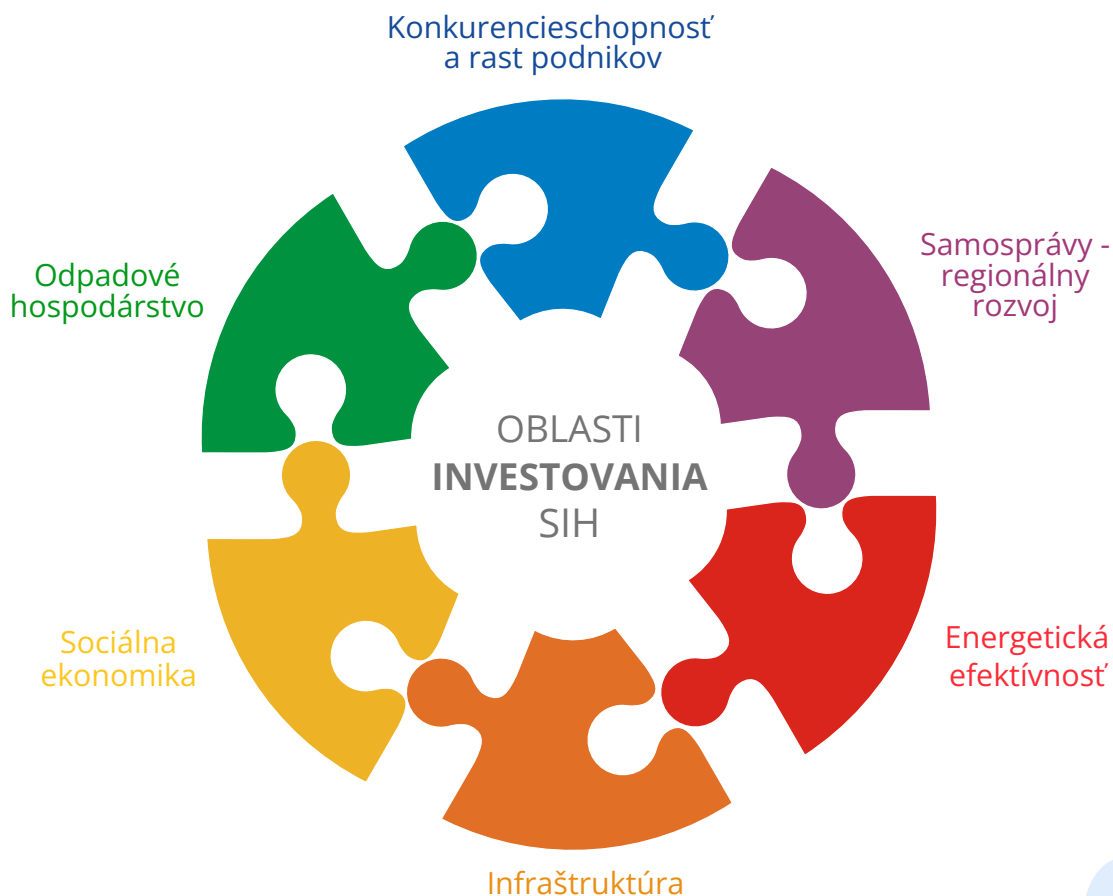 Konkurencieschopnosť
a rast podnikov
Samosprávy -
regionálny
rozvoj
Odpadové
hospodárstvo
OBLASTI
INVESTOVANIA
SIH
Sociálna
ekonomika
Energetická
efektívnosť
Infraštruktúra